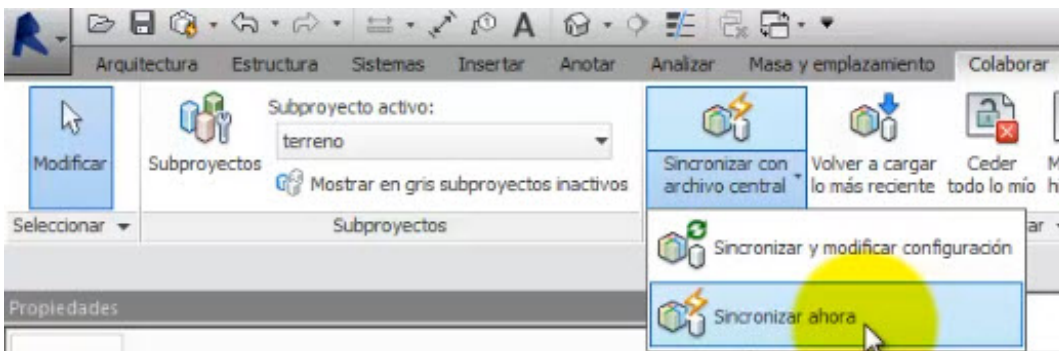 Arquitectura Estructura Sistemas Insertar Anotar Analizar Masa y emplazamiento Colaborar
Modificar
Subproyectos
Subproyecto activo:
terreno
Mostrar en gris subproyectos inactivos
Sincronizar con
archivo central
Volver a cargar
lo más reciente
Ceder
todo lo mío
Seleccionar
Subproyectos
Sincronizar y modificar configuración
Sincronizar ahora
Propiedades